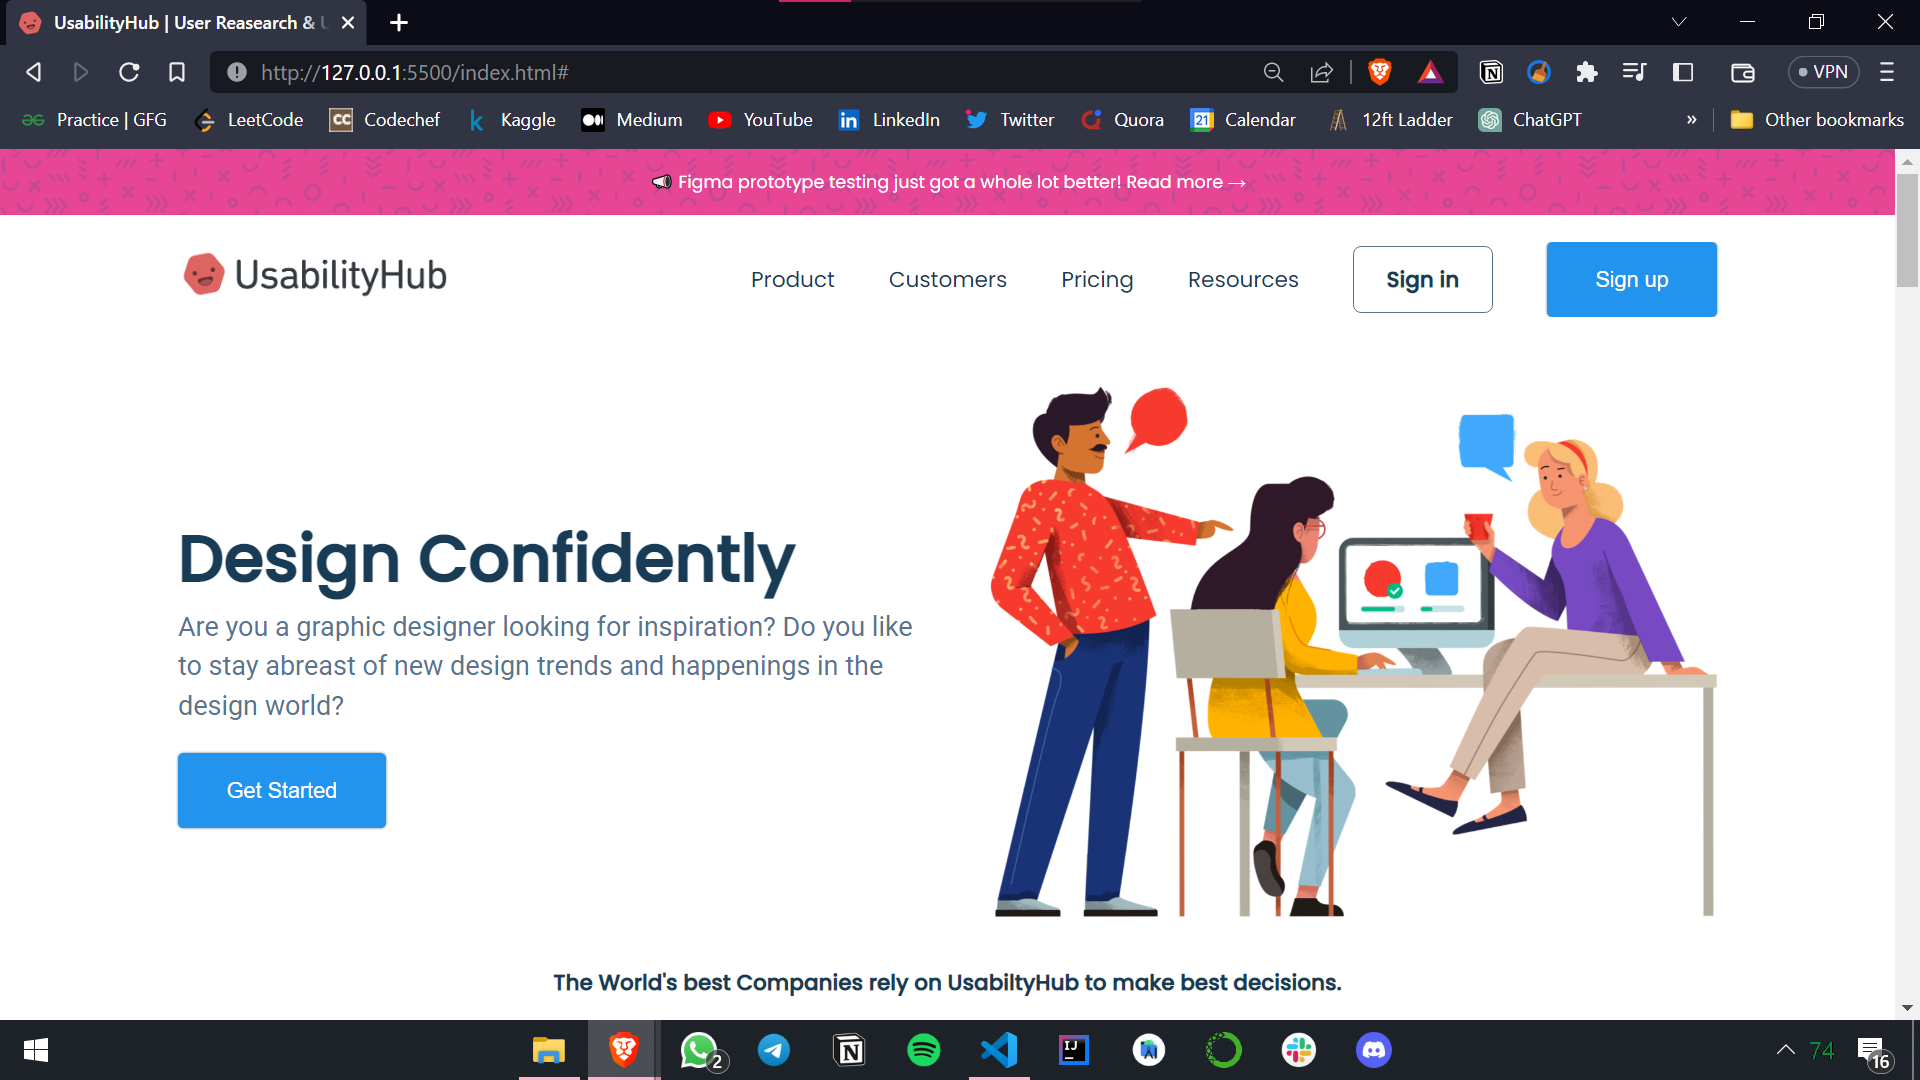 UsabilityHub | User Reasearch &
http://127.0.0.1:5500/index.html#
VPN
Practice | GFG
LeetCode
CC
Codechef
Kaggle
Medium
YouTube
LinkedIn
Twitter
Quora
21
Calendar
12ft Ladder
ChatGPT
»
Other bookmarks
Figma prototype testing just got a whole lot better! Read more →
UsabilityHub
Product
Customers
Pricing
Resources
Sign in
Sign up
Design Confidently
Are you a graphic designer looking for inspiration? Do you like
to stay abreast of new design trends and happenings in the
design world?
Get Started
The World's best Companies rely on UsabiltyHub to make best decisions.
2
IJ
74
16